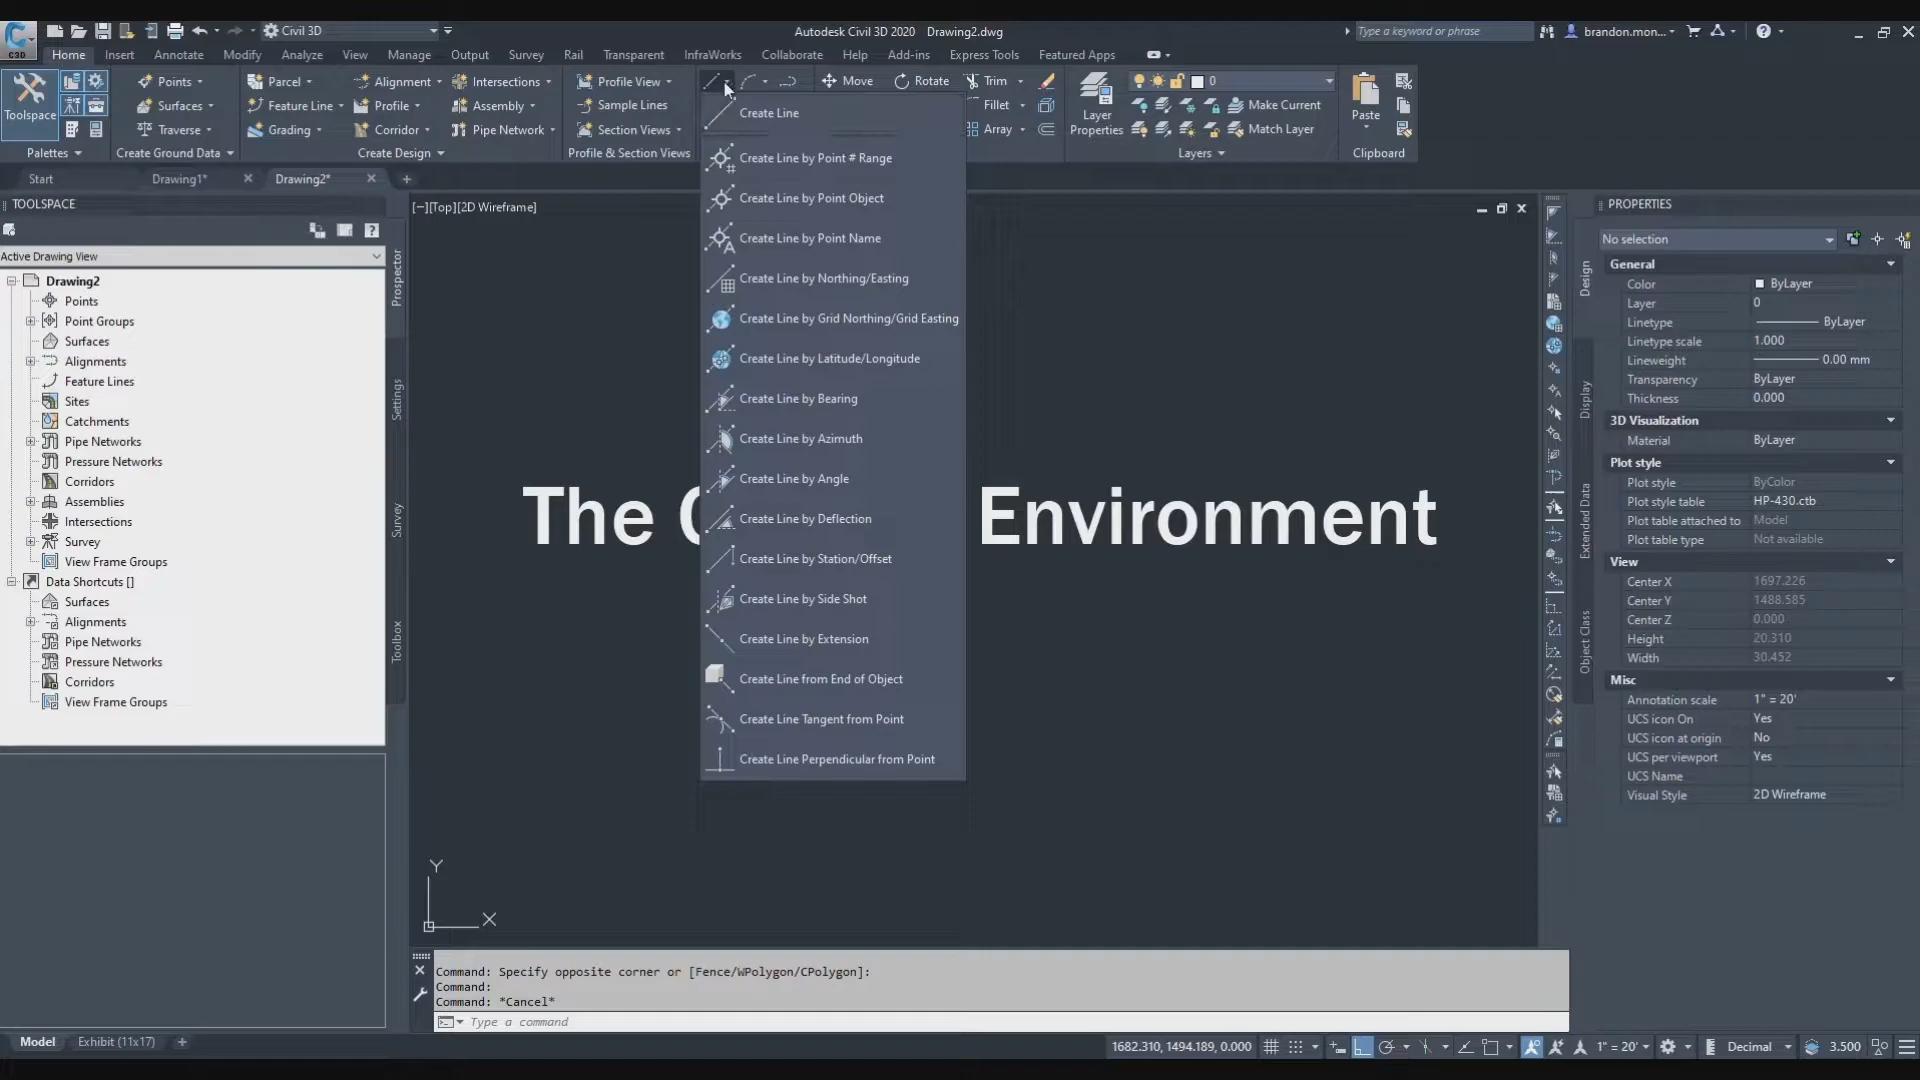 C3D
Civil 3D
Autodesk Civil 3D 2020 Drawing2.dwg
Type a keyword or phrase
brandon.mon...
Home Insert Annotate Modify Analyze View Manage Output Survey Rail Transparent InfraWorks Collaborate Help Add-ins Express Tools Featured Apps
Toolspace
Palettes
Points
Surfaces
Traverse
Create Ground Data
Parcel
Feature Line
Grading
Alignment
Profile
Corridor
Intersections
Assembly
Pipe Network
Create Design
Profile View
Sample Lines
Section Views
Profile & Section Views
Move
Rotate
Trim
Fillet
Array
Layer
Properties
0
Make Current
Match Layer
Layers
Paste
Clipboard
Start
Drawing1*
Drawing2*
TOOLSPACE
Active Drawing View
Drawing2
Points
Point Groups
Surfaces
Alignments
Feature Lines
Sites
Catchments
Pipe Networks
Pressure Networks
Corridors
Assemblies
Intersections
Survey
View Frame Groups
Data Shortcuts []
Surfaces
Alignments
Pipe Networks
Pressure Networks
Corridors
View Frame Groups
Prospector
Settings
Survey
Toolbox
[−][Top][2D Wireframe]
Create Line
Create Line by Point # Range
Create Line by Point Object
Create Line by Point Name
Create Line by Northing/Easting
Create Line by Grid Northing/Grid Easting
Create Line by Latitude/Longitude
Create Line by Bearing
Create Line by Azimuth
Create Line by Angle
Create Line by Deflection
Create Line by Station/Offset
Create Line by Side Shot
Create Line by Extension
Create Line from End of Object
Create Line Tangent from Point
Create Line Perpendicular from Point
The Environment
Y
X
Command: Specify opposite corner or [Fence/WPolygon/CPolygon]:
Command:
Command: *Cancel*
Type a command
PROPERTIES
No selection
Design
Display
Extended Data
Object Class
General
Color ByLayer
Layer 0
Linetype ByLayer
Linetype scale 1.000
Lineweight 0.00 mm
Transparency ByLayer
Thickness 0.000
3D Visualization
Material ByLayer
Plot style
Plot style ByColor
Plot style table HP-430.ctb
Plot table attached to Model
Plot table type Not available
View
Center X 1697.226
Center Y 1488.585
Center Z 0.000
Height 20.310
Width 30.452
Misc
Annotation scale 1" = 20'
UCS icon On Yes
UCS icon at origin No
UCS per viewport Yes
UCS Name
Visual Style 2D Wireframe
Model
Exhibit (11x17)
1682.310, 1494.189, 0.000
1" = 20'
Decimal
3.500